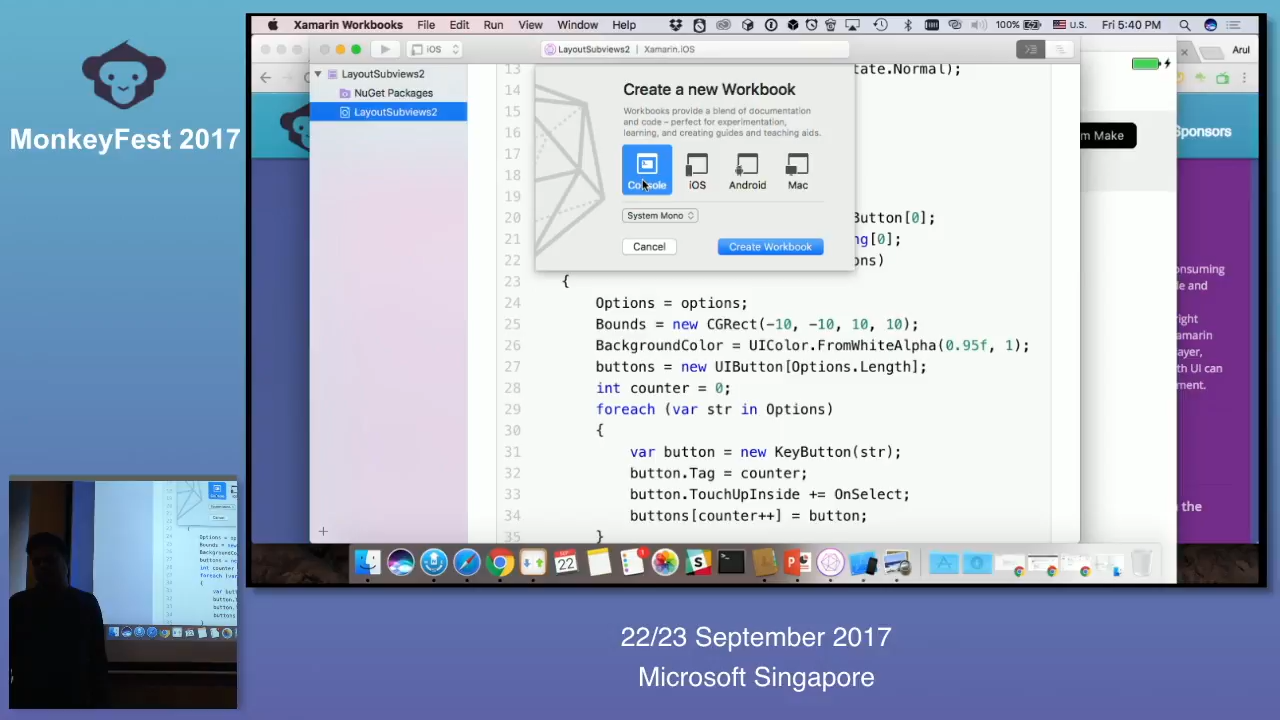 MonkeyFest 2017
Xamarin Workbooks File Edit Run View Window Help
100% U.S. Fri 5:40 PM
iOS
LayoutSubviews2 | Xamarin.iOS
Arul
LayoutSubviews2
NuGet Packages
LayoutSubviews2
Create a new Workbook
Workbooks provide a blend of documentation
and code – perfect for experimentation,
learning, and creating guides and teaching aids.
Console iOS Android Mac
System Mono
Cancel Create Workbook
13 tate.Normal);
14
15
16
17
18
19
20 Button[0];
21 ng[0];
22 ons)
23 {
24 Options = options;
25 Bounds = new CGRect(-10, -10, 10, 10);
26 BackgroundColor = UIColor.FromWhiteAlpha(0.95f, 1);
27 buttons = new UIButton[Options.Length];
28 int counter = 0;
29 foreach (var str in Options)
30 {
31 var button = new KeyButton(str);
32 button.Tag = counter;
33 button.TouchUpInside += OnSelect;
34 buttons[counter++] = button;
35 }
m Make
Sponsors
nsuming
le and
right
amarin
ayer,
th UI can
ment.
n the
22/23 September 2017
Microsoft Singapore